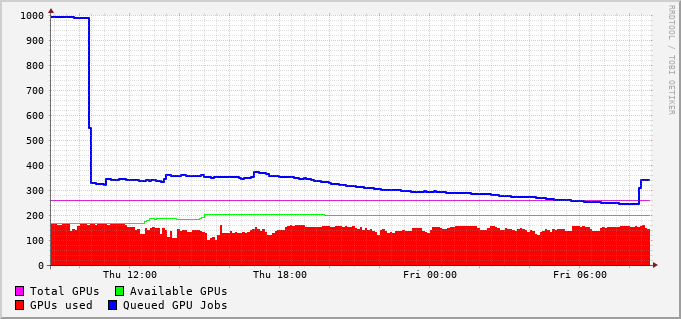 1000
900
800
700
600
500
400
300
200
100
0
Thu 12:00 Thu 18:00 Fri 00:00 Fri 06:00
Total GPUs Available GPUs
GPUs used Queued GPU Jobs
RRDTOOL / TOBI OETIKER